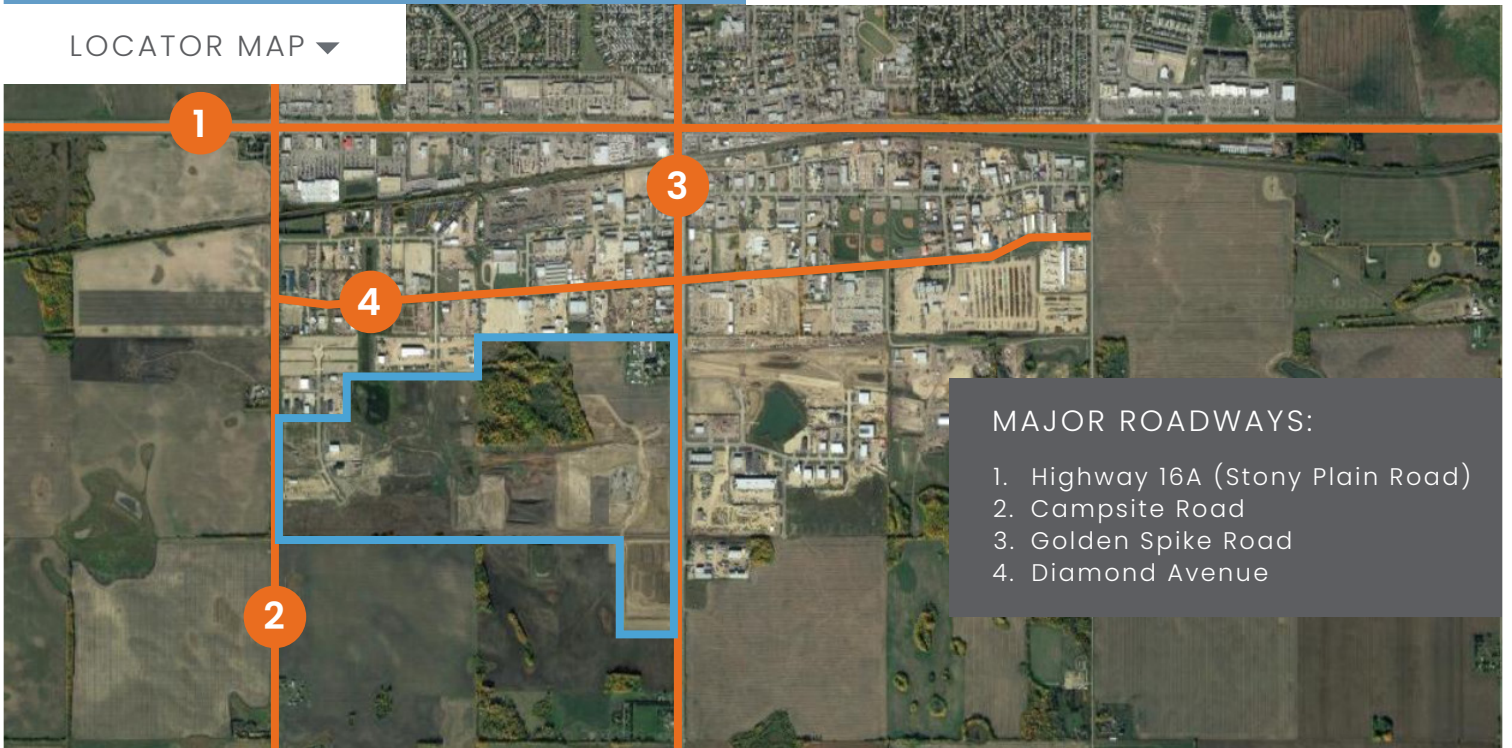 LOCATOR MAP
1
3
4
2
MAJOR ROADWAYS:
1. Highway 16A (Stony Plain Road)
2. Campsite Road
3. Golden Spike Road
4. Diamond Avenue